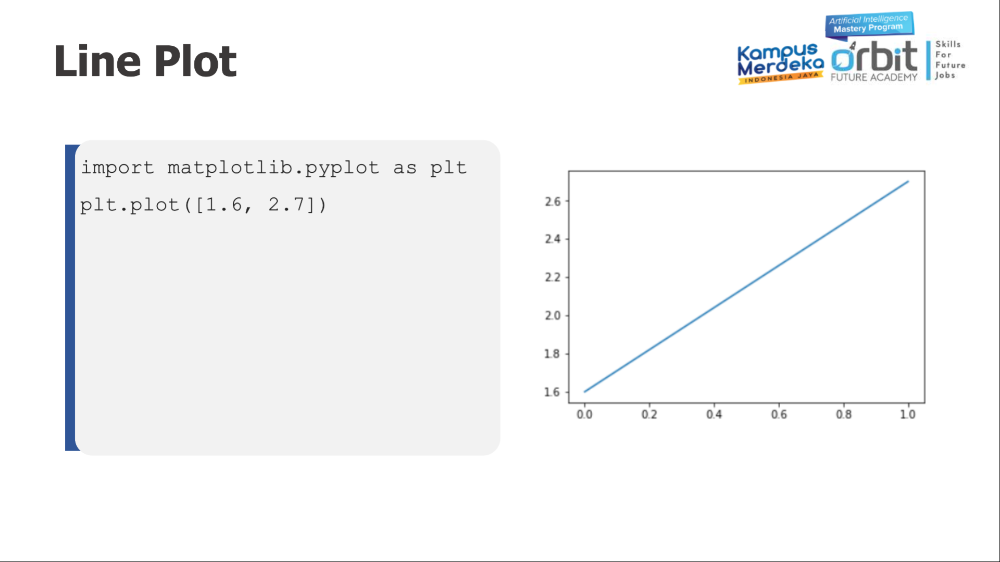 Line Plot
Artificial Intelligence
Mastery Program
Kampus
Merdeka
INDONESIA JAYA
orbit
FUTURE ACADEMY
Skills
For
Future
Jobs
import matplotlib.pyplot as plt
plt.plot([1.6, 2.7])
2.6
2.4
2.2
2.0
1.8
1.6
0.0 0.2 0.4 0.6 0.8 1.0